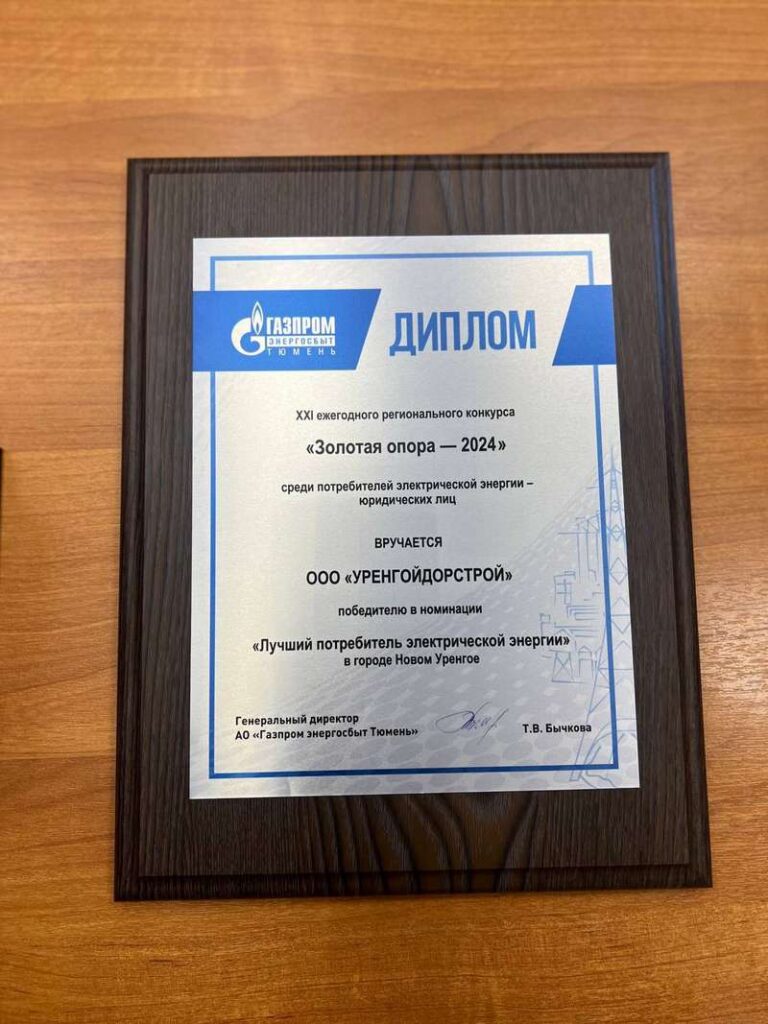 ГАЗПРОМ
ЭНЕРГОСБЫТ
ТЮМЕНЬ
ДИПЛОМ
XXI ежегодного регионального конкурса
«Золотая опора — 2024»
среди потребителей электрической энергии –
юридических лиц
ВРУЧАЕТСЯ
ООО «УРЕНГОЙДОРСТРОЙ»
победителю в номинации
«Лучший потребитель электрической энергии»
в городе Новом Уренгое
Генеральный директор
АО «Газпром энергосбыт Тюмень»
Т.В. Бычкова